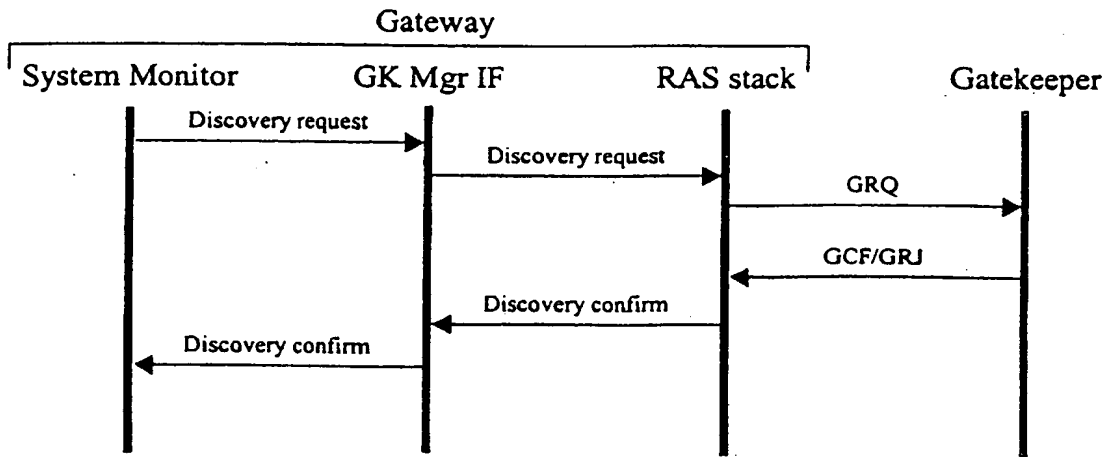 Gateway
System Monitor GK Mgr IF RAS stack Gatekeeper
Discovery request
Discovery request
GRQ
GCF/GRJ
Discovery confirm
Discovery confirm